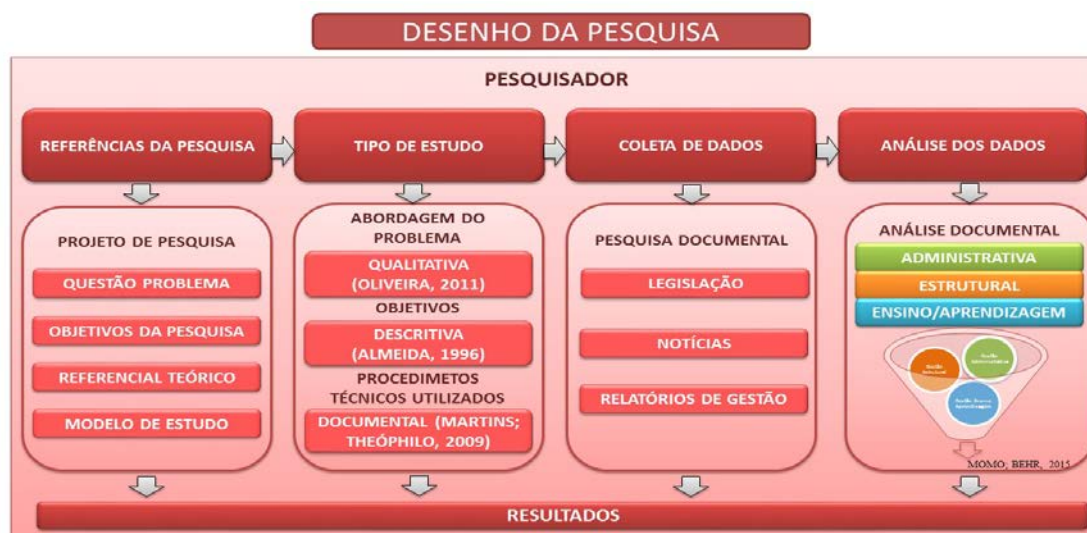 DESENHO DA PESQUISA
PESQUISADOR
REFERÊNCIAS DA PESQUISA
TIPO DE ESTUDO
COLETA DE DADOS
ANÁLISE DOS DADOS
PROJETO DE PESQUISA
QUESTÃO PROBLEMA
OBJETIVOS DA PESQUISA
REFERENCIAL TEÓRICO
MODELO DE ESTUDO
ABORDAGEM DO
PROBLEMA
QUALITATIVA
(OLIVEIRA, 2011)
OBJETIVOS
DESCRITIVA
(ALMEIDA, 1996)
PROCEDIMETOS
TÉCNICOS UTILIZADOS
DOCUMENTAL (MARTINS;
THEÓPHILO, 2009)
PESQUISA DOCUMENTAL
LEGISLAÇÃO
NOTÍCIAS
RELATÓRIOS DE GESTÃO
ANÁLISE DOCUMENTAL
ADMINISTRATIVA
ESTRUTURAL
ENSINO/APRENDIZAGEM
MOMO; BEHR, 2015
RESULTADOS